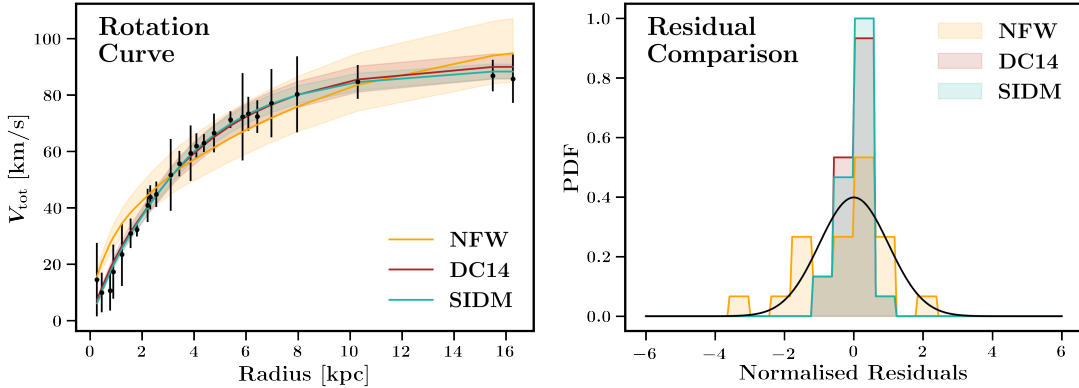 Rotation
Curve
V_tot [km/s]
100
80
60
40
20
0
NFW
DC14
SIDM
0 2 4 6 8 10 12 14 16
Radius [kpc]
Residual
Comparison
PDF
1.0
0.8
0.6
0.4
0.2
0.0
NFW
DC14
SIDM
−6 −4 −2 0 2 4 6
Normalised Residuals